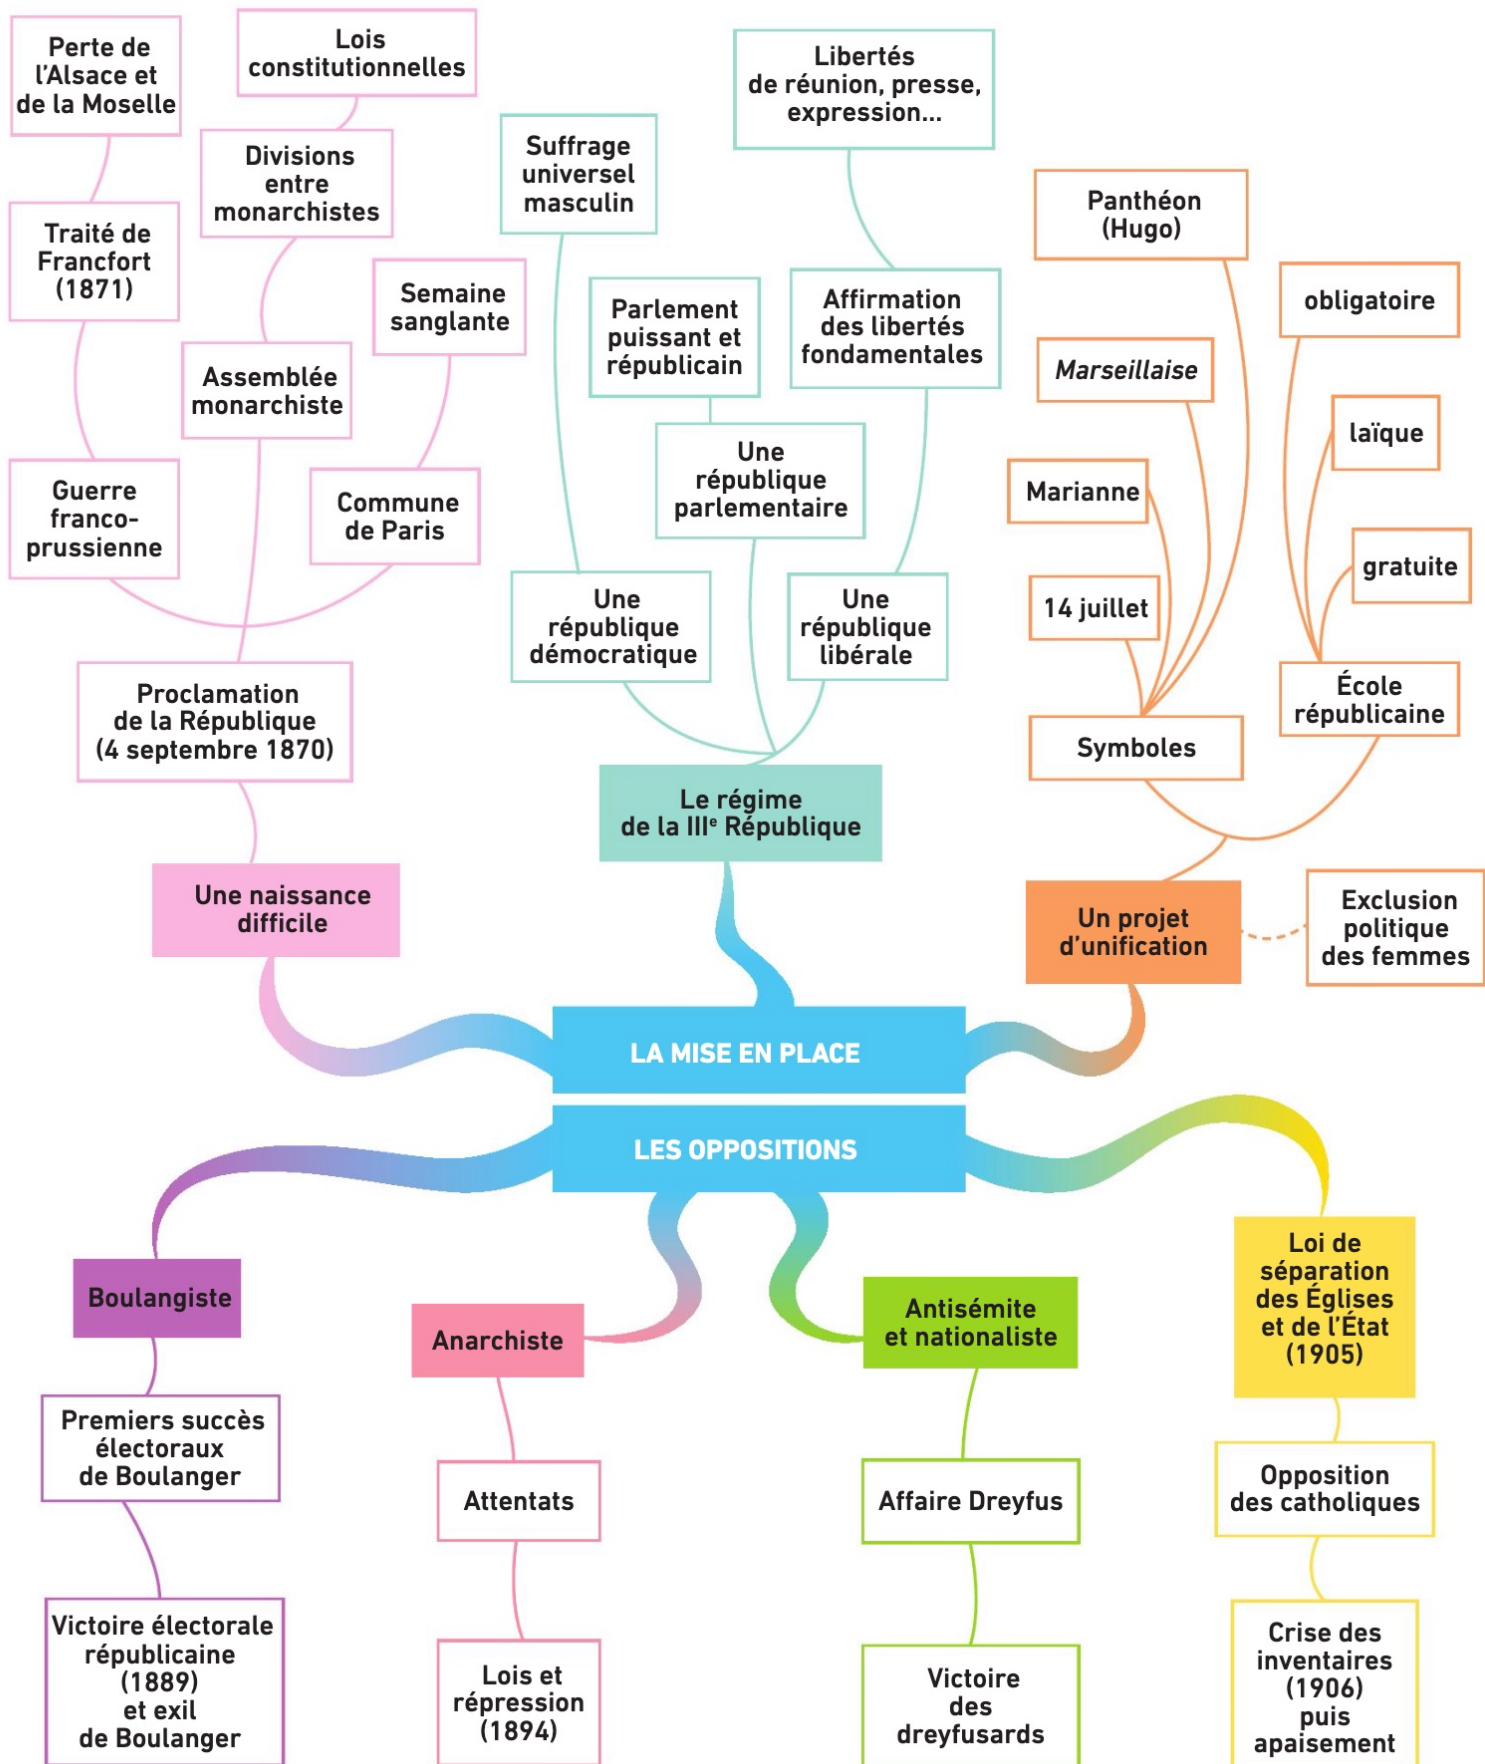 Perte de
l'Alsace et
de la Moselle
Lois
constitutionnelles
Divisions
entre
monarchistes
Traité de
Francfort
(1871)
Semaine
sanglante
Assemblée
monarchiste
Guerre
franco-
prussienne
Commune
de Paris
Proclamation
de la République
(4 septembre 1870)
Une naissance
difficile
Libertés
de réunion, presse,
expression...
Suffrage
universel
masculin
Parlement
puissant et
républicain
Affirmation
des libertés
fondamentales
Une
république
parlementaire
Une
république
démocratique
Une
république
libérale
Le régime
de la IIIe République
Panthéon
(Hugo)
obligatoire
Marseillaise
laïque
Marianne
gratuite
14 juillet
École
républicaine
Symboles
Un projet
d'unification
Exclusion
politique
des femmes
LA MISE EN PLACE
LES OPPOSITIONS
Boulangiste
Premiers succès
électoraux
de Boulanger
Victoire électorale
républicaine
(1889)
et exil
de Boulanger
Anarchiste
Attentats
Lois et
répression
(1894)
Antisémite
et nationaliste
Affaire Dreyfus
Victoire
des
dreyfusards
Loi de
séparation
des Églises
et de l'État
(1905)
Opposition
des catholiques
Crise des
inventaires
(1906)
puis
apaisement